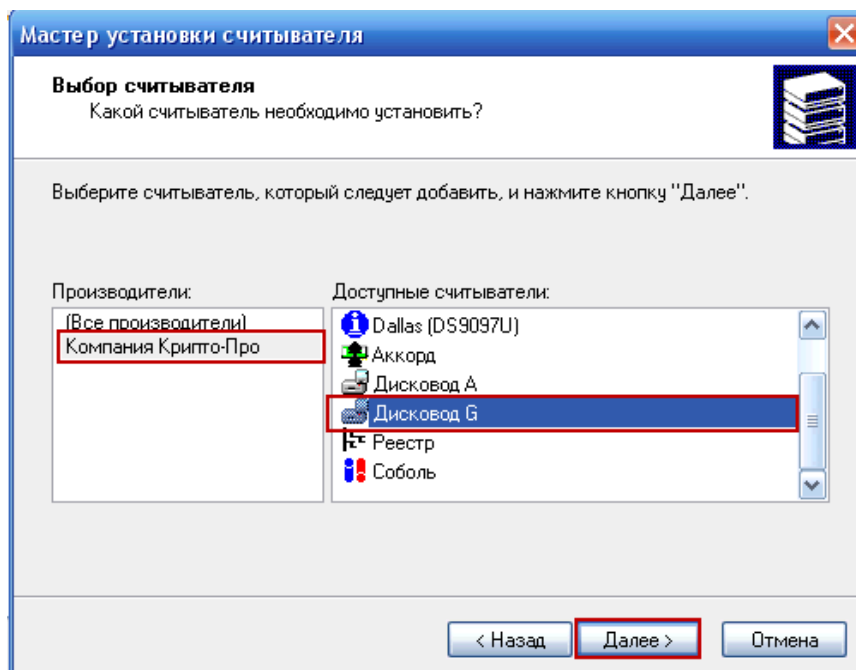 Мастер установки считывателя
Выбор считывателя
Какой считыватель необходимо установить?
Выберите считыватель, который следует добавить, и нажмите кнопку "Далее".
Производители:
Доступные считыватели:
(Все производители)
Компания Крипто-Про
Dallas (DS9097U)
Аккорд
Дисковод A
Дисковод G
Реестр
Соболь
< Назад
Далее >
Отмена